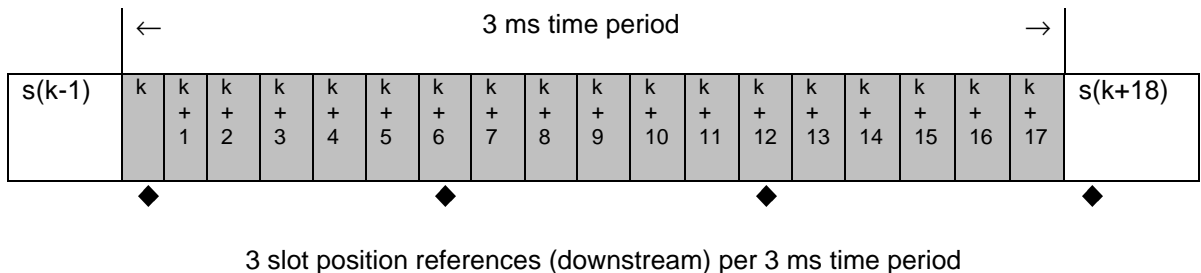 ← 3 ms time period →
s(k-1) k k k k k k k k k k k k k k k k k k s(k+18)
+ + + + + + + + + + + + + + + + +
1 2 3 4 5 6 7 8 9 10 11 12 13 14 15 16 17
◆ ◆ ◆ ◆
3 slot position references (downstream) per 3 ms time period